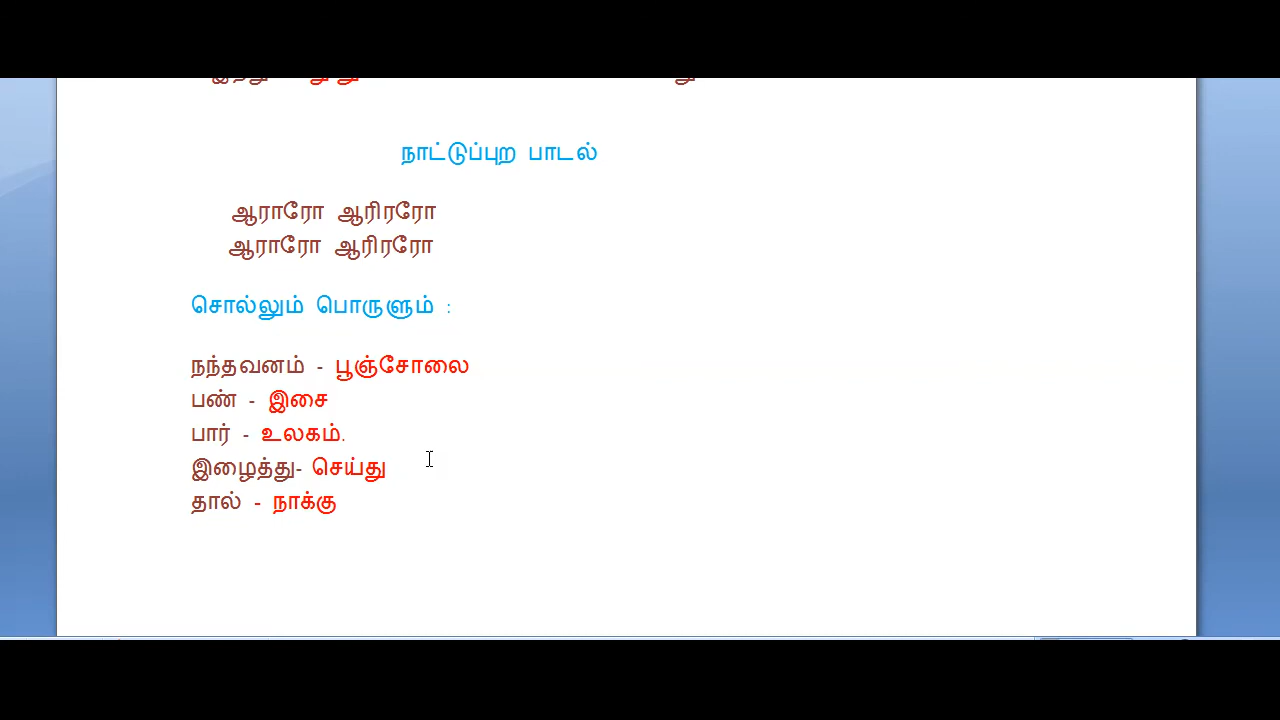 நாட்டுப்புற பாடல்
ஆராரோ ஆரிரரோ
ஆராரோ ஆரிரரோ
சொல்லும் பொருளும் :
நந்தவனம் - பூஞ்சோலை
பண் - இசை
பார் - உலகம்.
இழைத்து- செய்து
தால் - நாக்கு